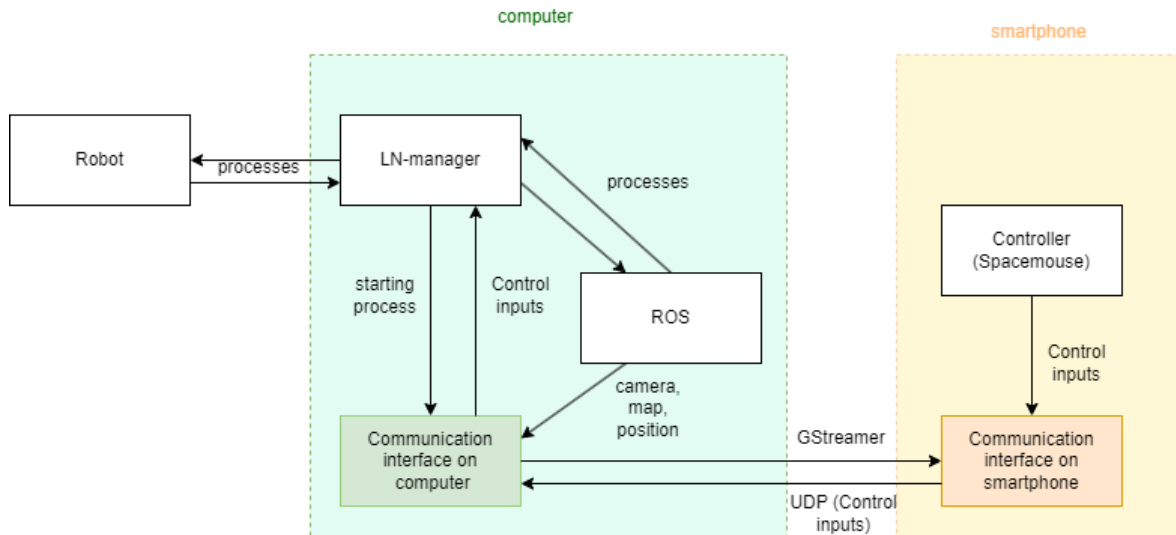 computer
smartphone
Robot
processes
LN-manager
processes
Controller
(Spacemouse)
starting
process
Control
inputs
ROS
Control
inputs
camera,
map,
position
Communication
interface on
computer
GStreamer
UDP (Control
inputs)
Communication
interface on
smartphone